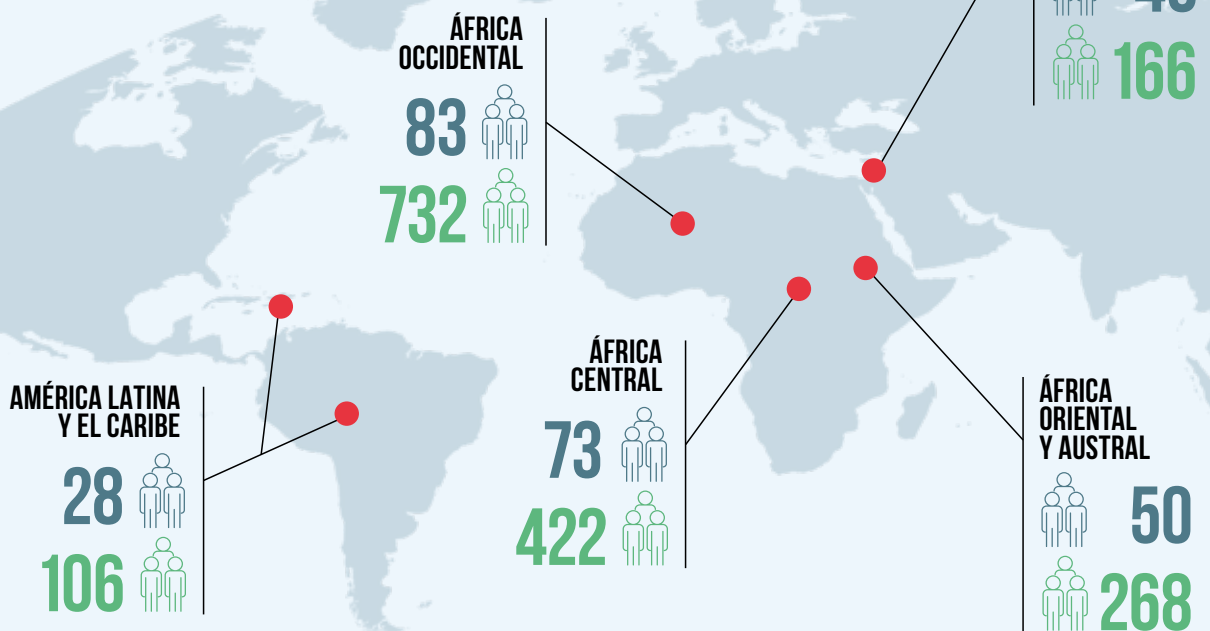 ÁFRICA
OCCIDENTAL
83
732
166
AMÉRICA LATINA
Y EL CARIBE
28
106
ÁFRICA
CENTRAL
73
422
ÁFRICA
ORIENTAL
Y AUSTRAL
50
268